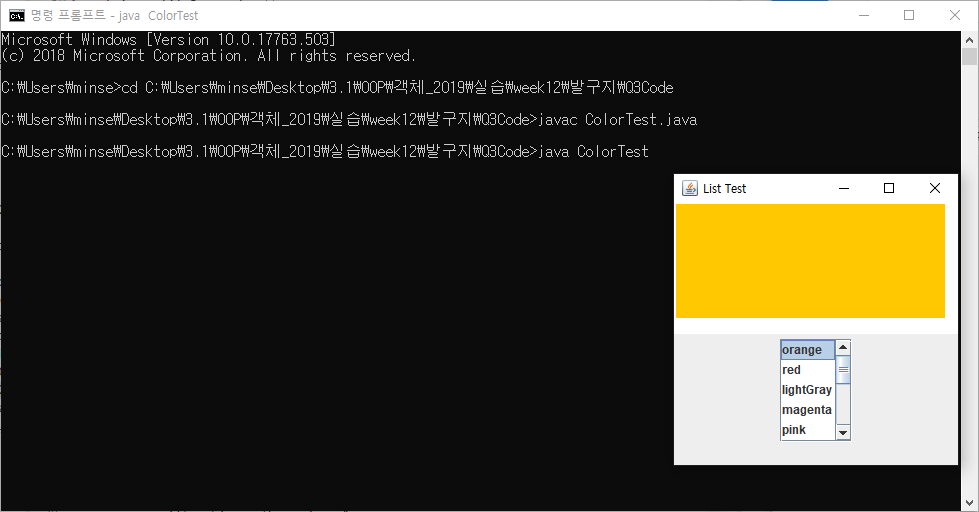 명령 프롬프트 - java  ColorTest
Microsoft Windows [Version 10.0.17763.503]
(c) 2018 Microsoft Corporation. All rights reserved.
C:₩Users₩minse>cd C:₩Users₩minse₩Desktop₩3.1₩OOP₩객체_2019₩실습₩week12₩발구지₩Q3Code
C:₩Users₩minse₩Desktop₩3.1₩OOP₩객체_2019₩실습₩week12₩발구지₩Q3Code>javac ColorTest.java
C:₩Users₩minse₩Desktop₩3.1₩OOP₩객체_2019₩실습₩week12₩발구지₩Q3Code>java ColorTest
List Test
orange
red
lightGray
magenta
pink